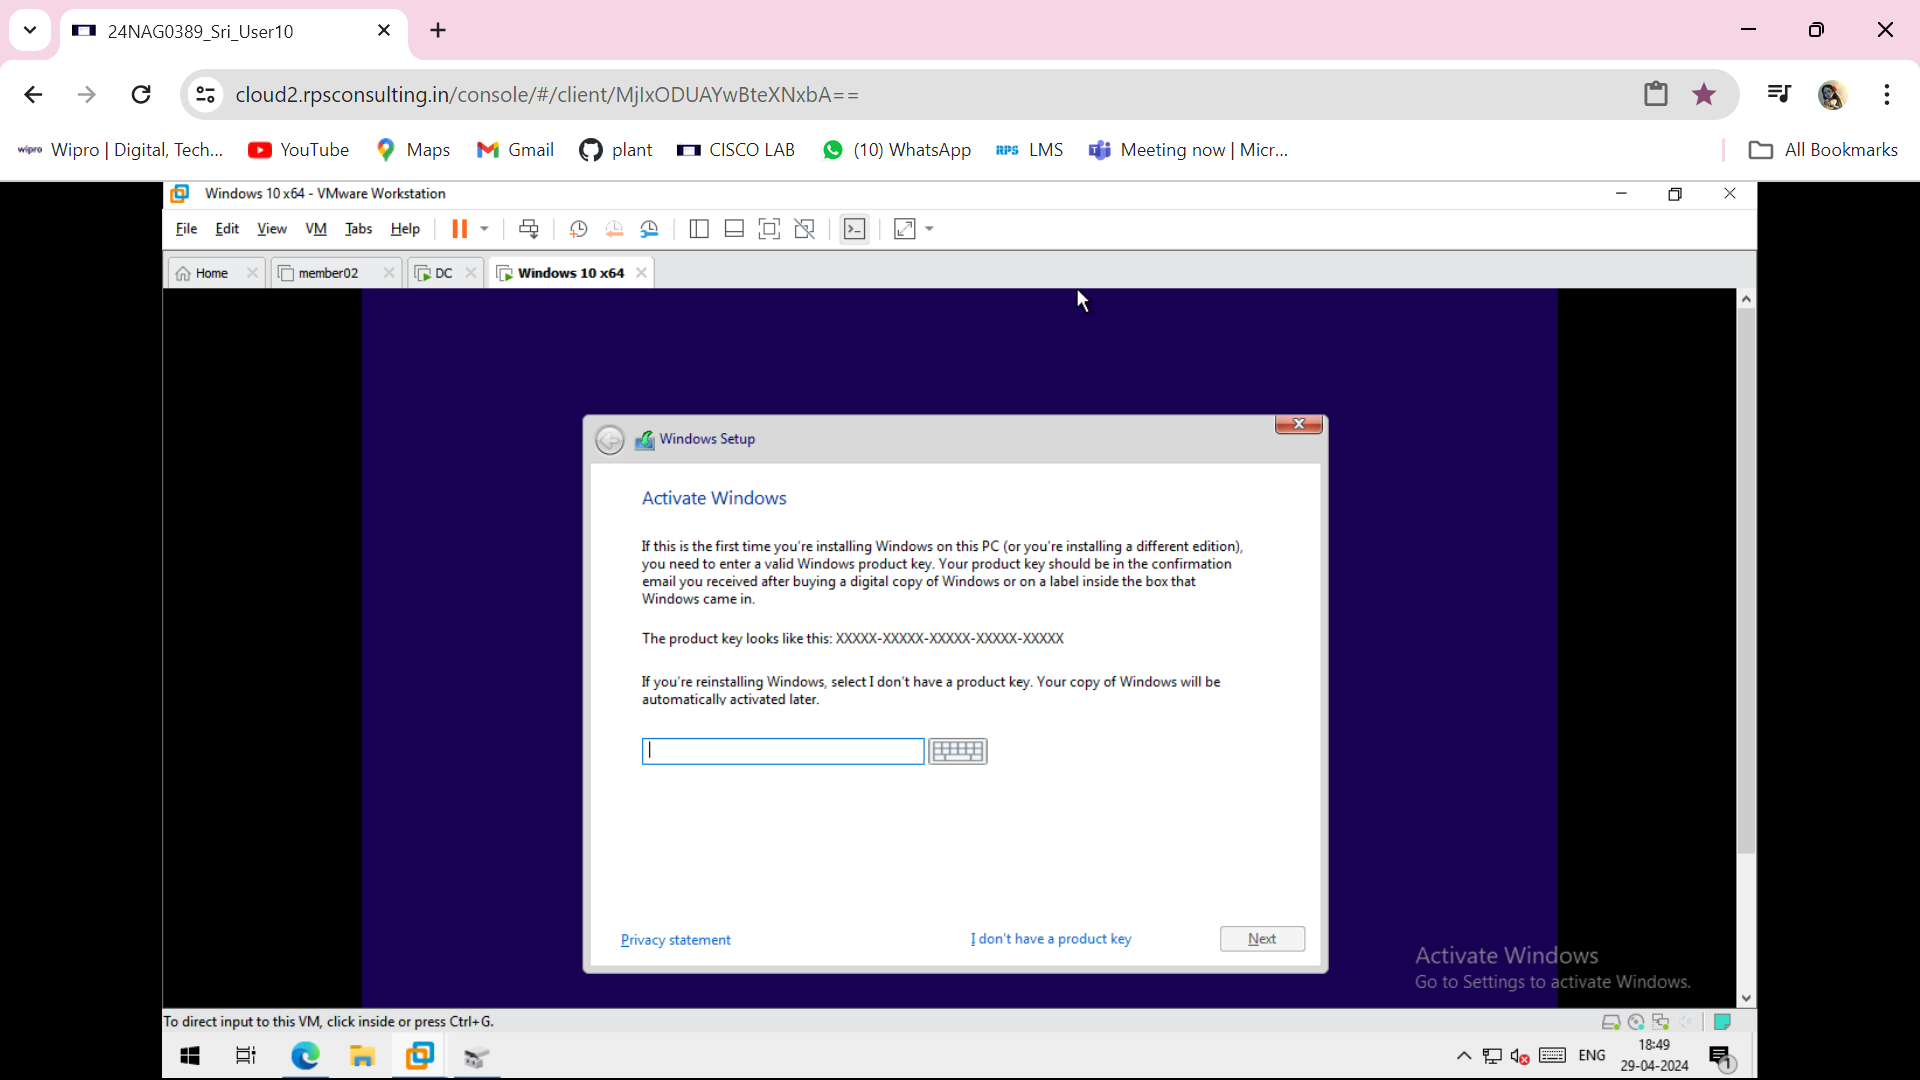 24NAG0389_Sri_User10
cloud2.rpsconsulting.in/console/#/client/MjIxODUAYwBteXNxbA==
wipro Wipro | Digital, Tech... YouTube Maps Gmail plant CISCO LAB (10) WhatsApp RPS LMS Meeting now | Micr... All Bookmarks
Windows 10 x64 - VMware Workstation
File Edit View VM Tabs Help
Home member02 DC Windows 10 x64
Windows Setup
Activate Windows
If this is the first time you're installing Windows on this PC (or you're installing a different edition),
you need to enter a valid Windows product key. Your product key should be in the confirmation
email you received after buying a digital copy of Windows or on a label inside the box that
Windows came in.
The product key looks like this: XXXXX-XXXXX-XXXXX-XXXXX-XXXXX
If you're reinstalling Windows, select I don't have a product key. Your copy of Windows will be
automatically activated later.
Privacy statement I don't have a product key Next
Activate Windows
Go to Settings to activate Windows.
To direct input to this VM, click inside or press Ctrl+G.
ENG 18:49
29-04-2024 1